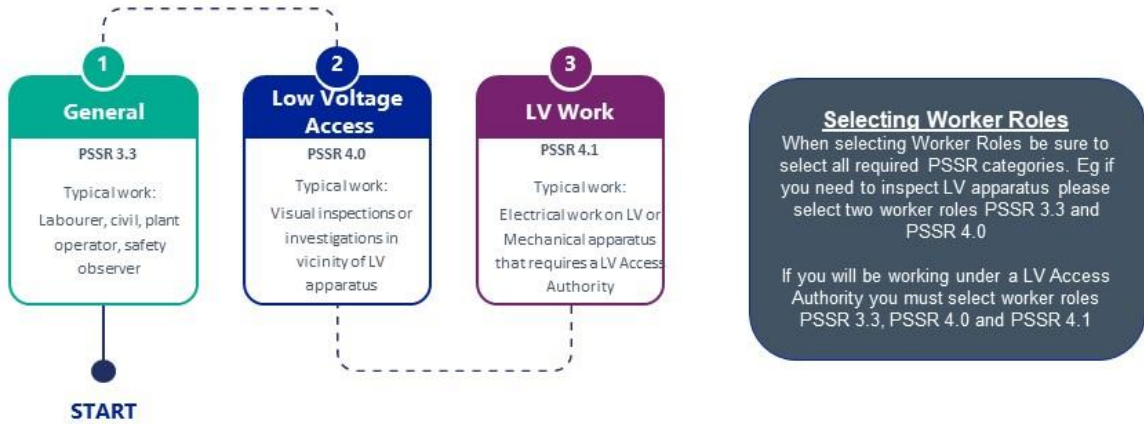 1
General
PSSR 3.3
Typical work:
Labourer, civil, plant
operator, safety
observer
START
2
Low Voltage
Access
PSSR 4.0
Typical work:
Visual inspections or
investigations in
vicinity of LV
apparatus
3
LV Work
PSSR 4.1
Typical work:
Electrical work on LV or
Mechanical apparatus
that requires a LV Access
Authority
Selecting Worker Roles
When selecting Worker Roles be sure to
select all required PSSR categories. Eg if
you need to inspect LV apparatus please
select two worker roles PSSR 3.3 and
PSSR 4.0
If you will be working under a LV Access
Authority you must select worker roles
PSSR 3.3, PSSR 4.0 and PSSR 4.1